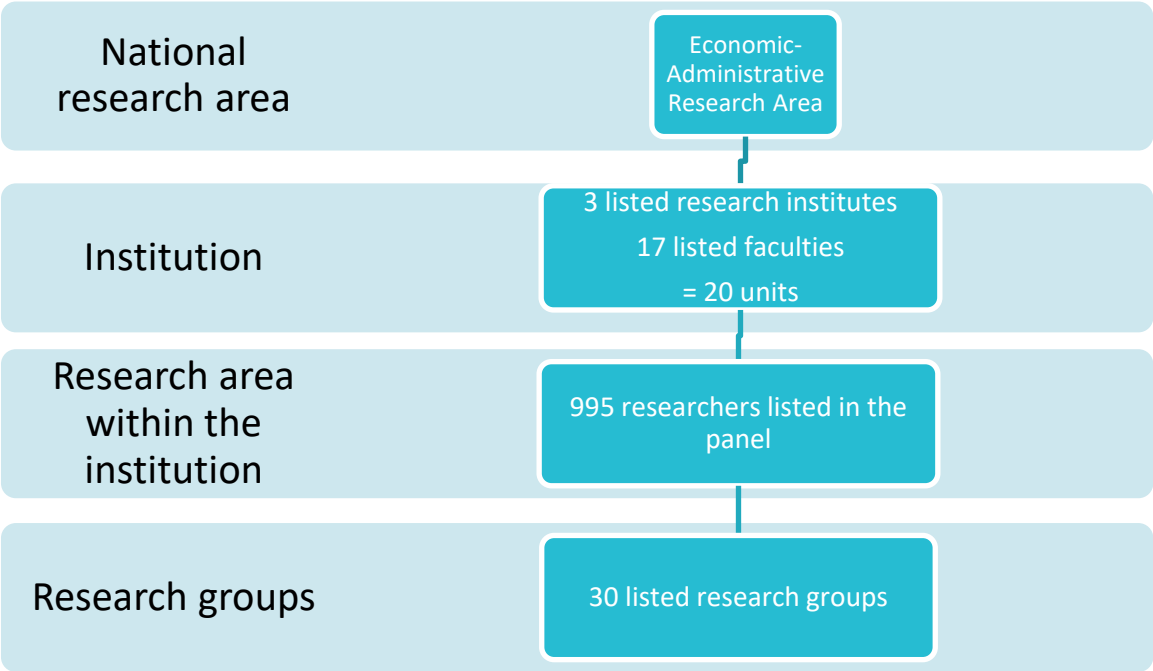 National
research area
Economic-
Administrative
Research Area
Institution
3 listed research institutes
17 listed faculties
= 20 units
Research area
within the
institution
995 researchers listed in the
panel
Research groups
30 listed research groups